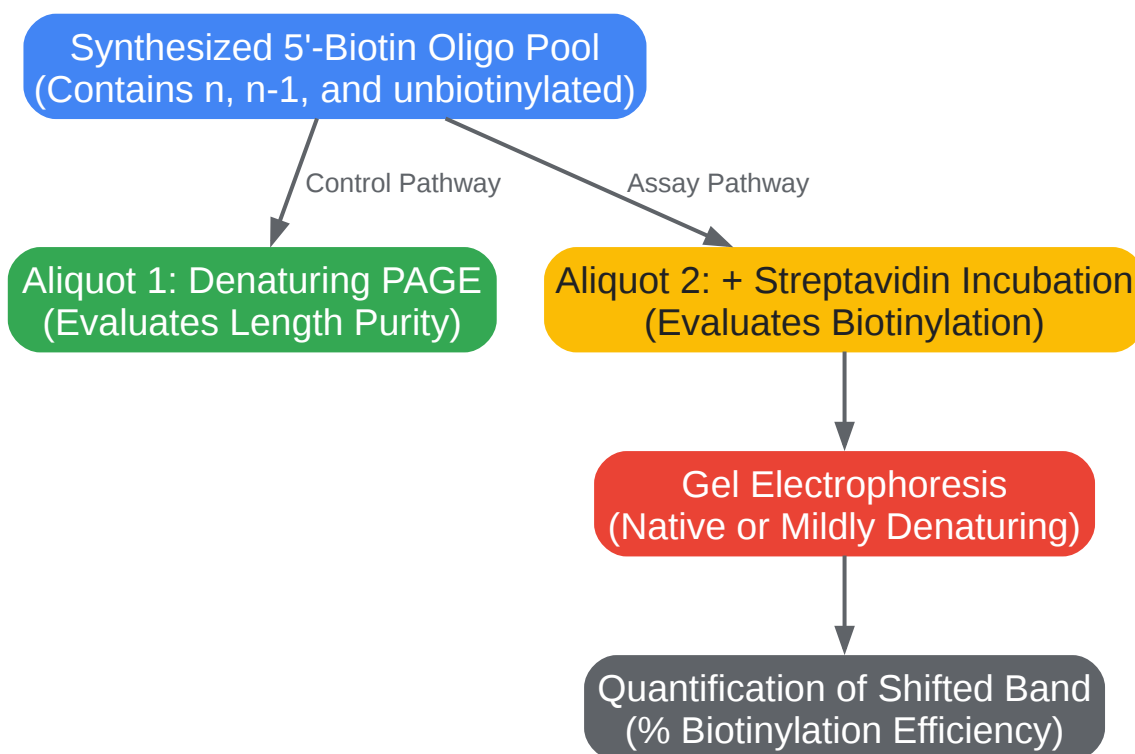 Synthesized 5'-Biotin Oligo Pool
(Contains n, n-1, and unbiotinylated)
Control Pathway
Assay Pathway
Aliquot 1: Denaturing PAGE
(Evaluates Length Purity)
Aliquot 2: + Streptavidin Incubation
(Evaluates Biotinylation)
Gel Electrophoresis
(Native or Mildly Denaturing)
Quantification of Shifted Band
(% Biotinylation Efficiency)